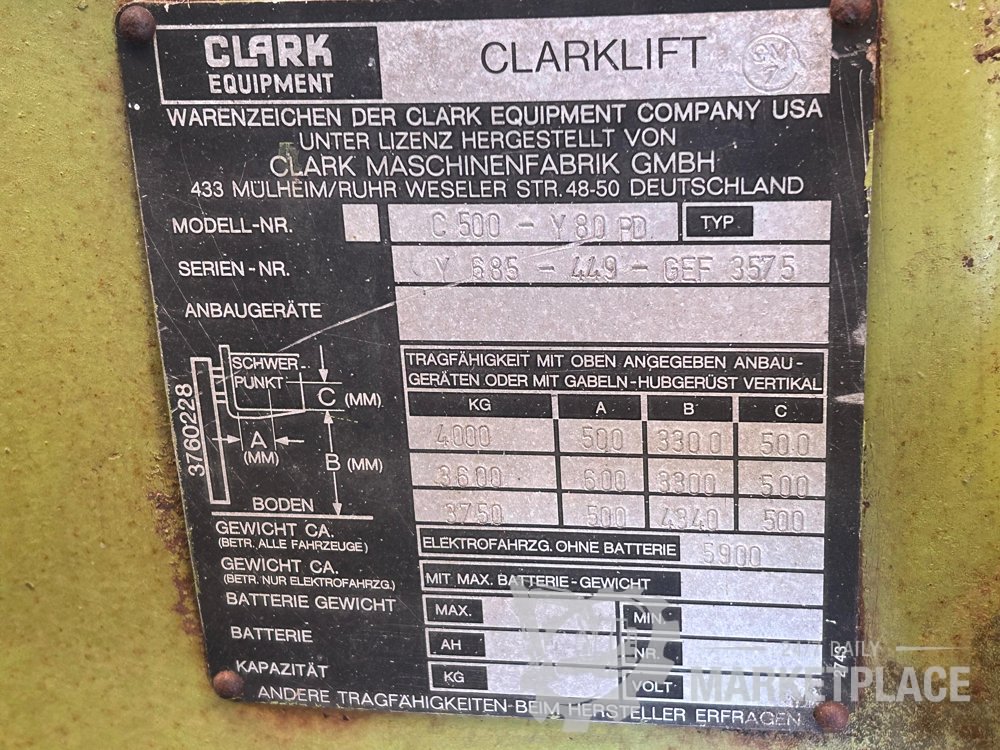 CLARK
EQUIPMENT
CLARKLIFT
WARENZEICHEN DER CLARK EQUIPMENT COMPANY USA
UNTER LIZENZ HERGESTELLT VON
CLARK MASCHINENFABRIK GMBH
433 MÜLHEIM/RUHR WESELER STR. 48-50 DEUTSCHLAND
MODELL-NR. C 500 - Y 80 PD TYP
SERIEN-NR. Y 685-449-GEF 3575
ANBAUGERÄTE
SCHWER
PUNKT
C (MM)
A
(MM)
B (MM)
BODEN
3760228
TRAGFÄHIGKEIT MIT OBEN ANGEGEBEN ANBAU-
GERÄTEN ODER MIT GABELN-HUBGERÜST VERTIKAL
KG A B C
4000 500 3300 500
3600 600 3300 500
3750 500 4340 500
GEWICHT CA.
(BETR. ALLE FAHRZEUGE)
ELEKTROFAHRZG. OHNE BATTERIE 5900
GEWICHT CA.
(BETR. NUR ELEKTROFAHRZG.)
MIT MAX. BATTERIE-GEWICHT
BATTERIE GEWICHT MAX. MIN.
BATTERIE AH NR.
KAPAZITÄT KG VOLT
ANDERE TRAGFÄHIGKEITEN-BEIM HERSTELLER ERFRAGEN
DAILY
MARKETPLACE